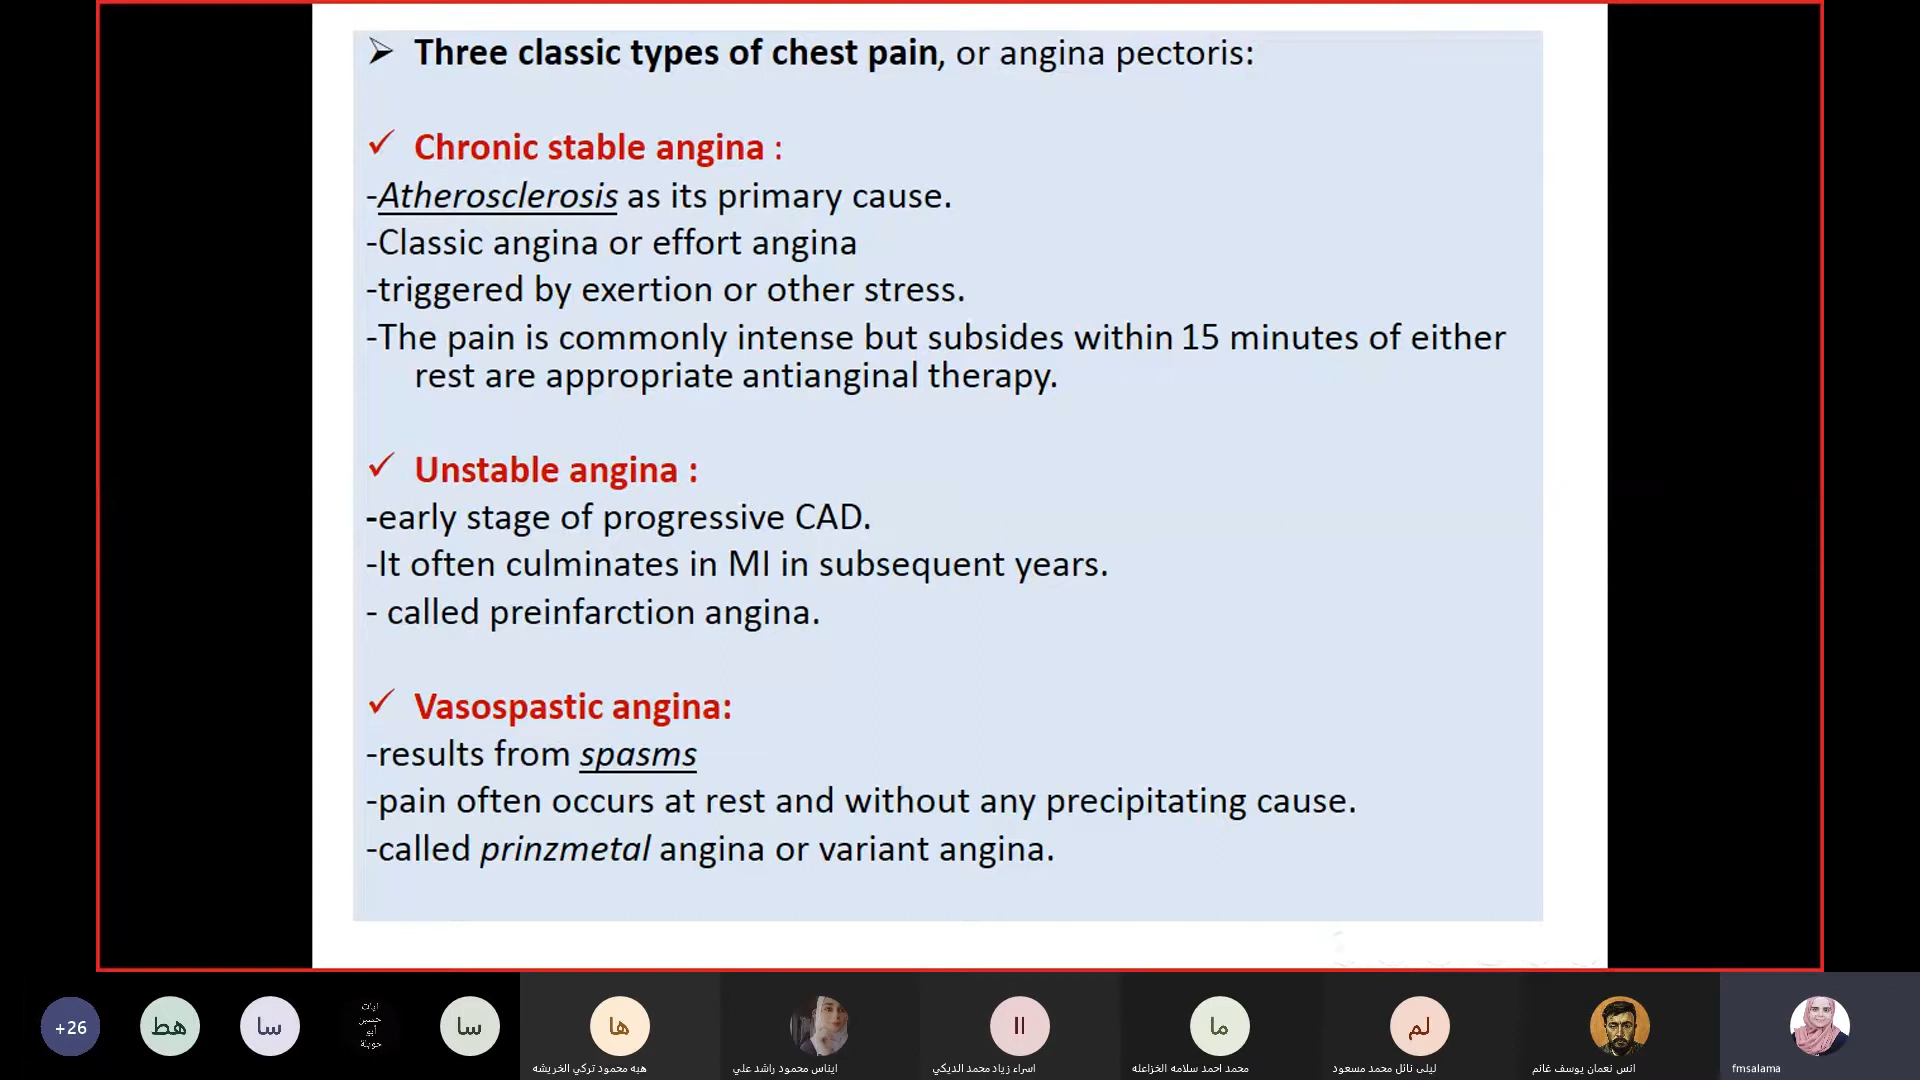 Three classic types of chest pain, or angina pectoris:
Chronic stable angina :
-Atherosclerosis as its primary cause.
-Classic angina or effort angina
-triggered by exertion or other stress.
-The pain is commonly intense but subsides within 15 minutes of either
rest are appropriate antianginal therapy.
Unstable angina :
-early stage of progressive CAD.
-It often culminates in MI in subsequent years.
- called preinfarction angina.
Vasospastic angina:
-results from spasms
-pain often occurs at rest and without any precipitating cause.
-called prinzmetal angina or variant angina.
+26
هط
سا
ايات
حسين
أبو
حويلة
سا
ها
اا
ما
لم
هبه محمود تركي الخريشه
ايناس محمود راشد علي
اسراء زياد محمد الديكي
محمد احمد سلامه الخزاعله
ليلى نائل محمد مسعود
انس نعمان يوسف غانم
fmsalama